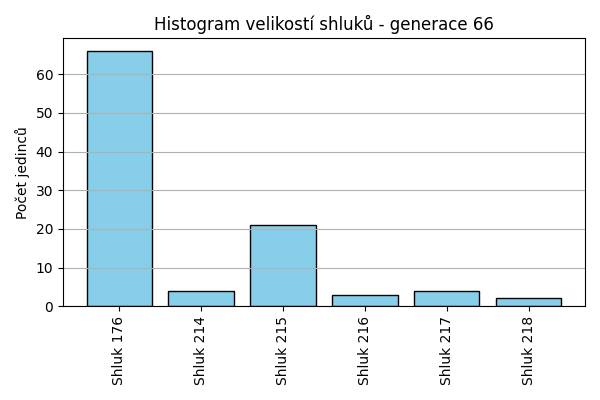 Histogram velikostí shluků - generace 66
Počet jedinců
60
50
40
30
20
10
0
Shluk 176
Shluk 214
Shluk 215
Shluk 216
Shluk 217
Shluk 218